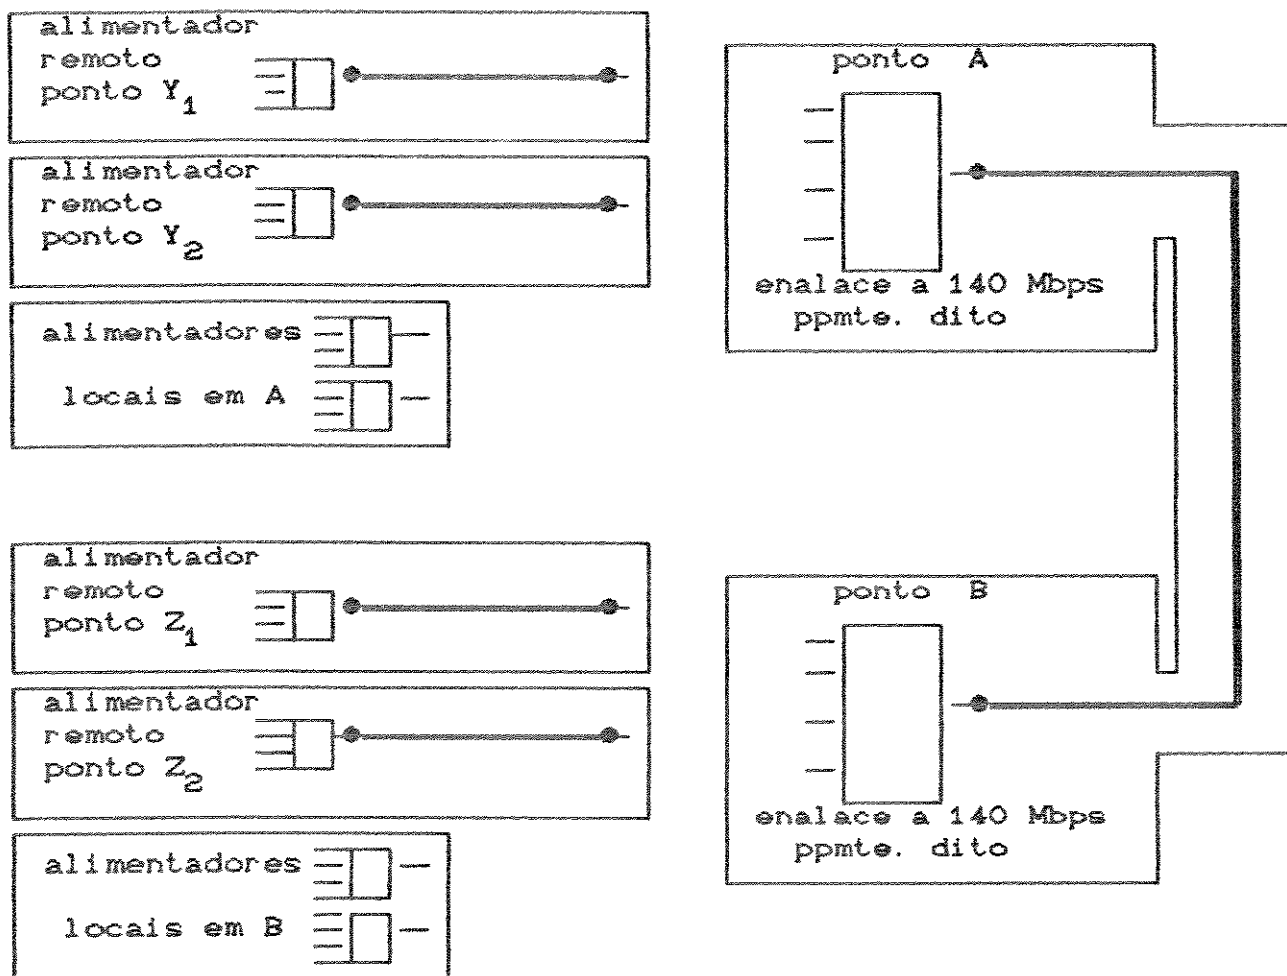 alimentador
remoto
ponto Y1
alimentador
remoto
ponto Y2
alimentadores
locais em A
ponto A
enalace a 140 Mbps
ppmte. dito
alimentador
remoto
ponto Z1
alimentador
remoto
ponto Z2
alimentadores
locais em B
ponto B
enalace a 140 Mbps
ppmte. dito